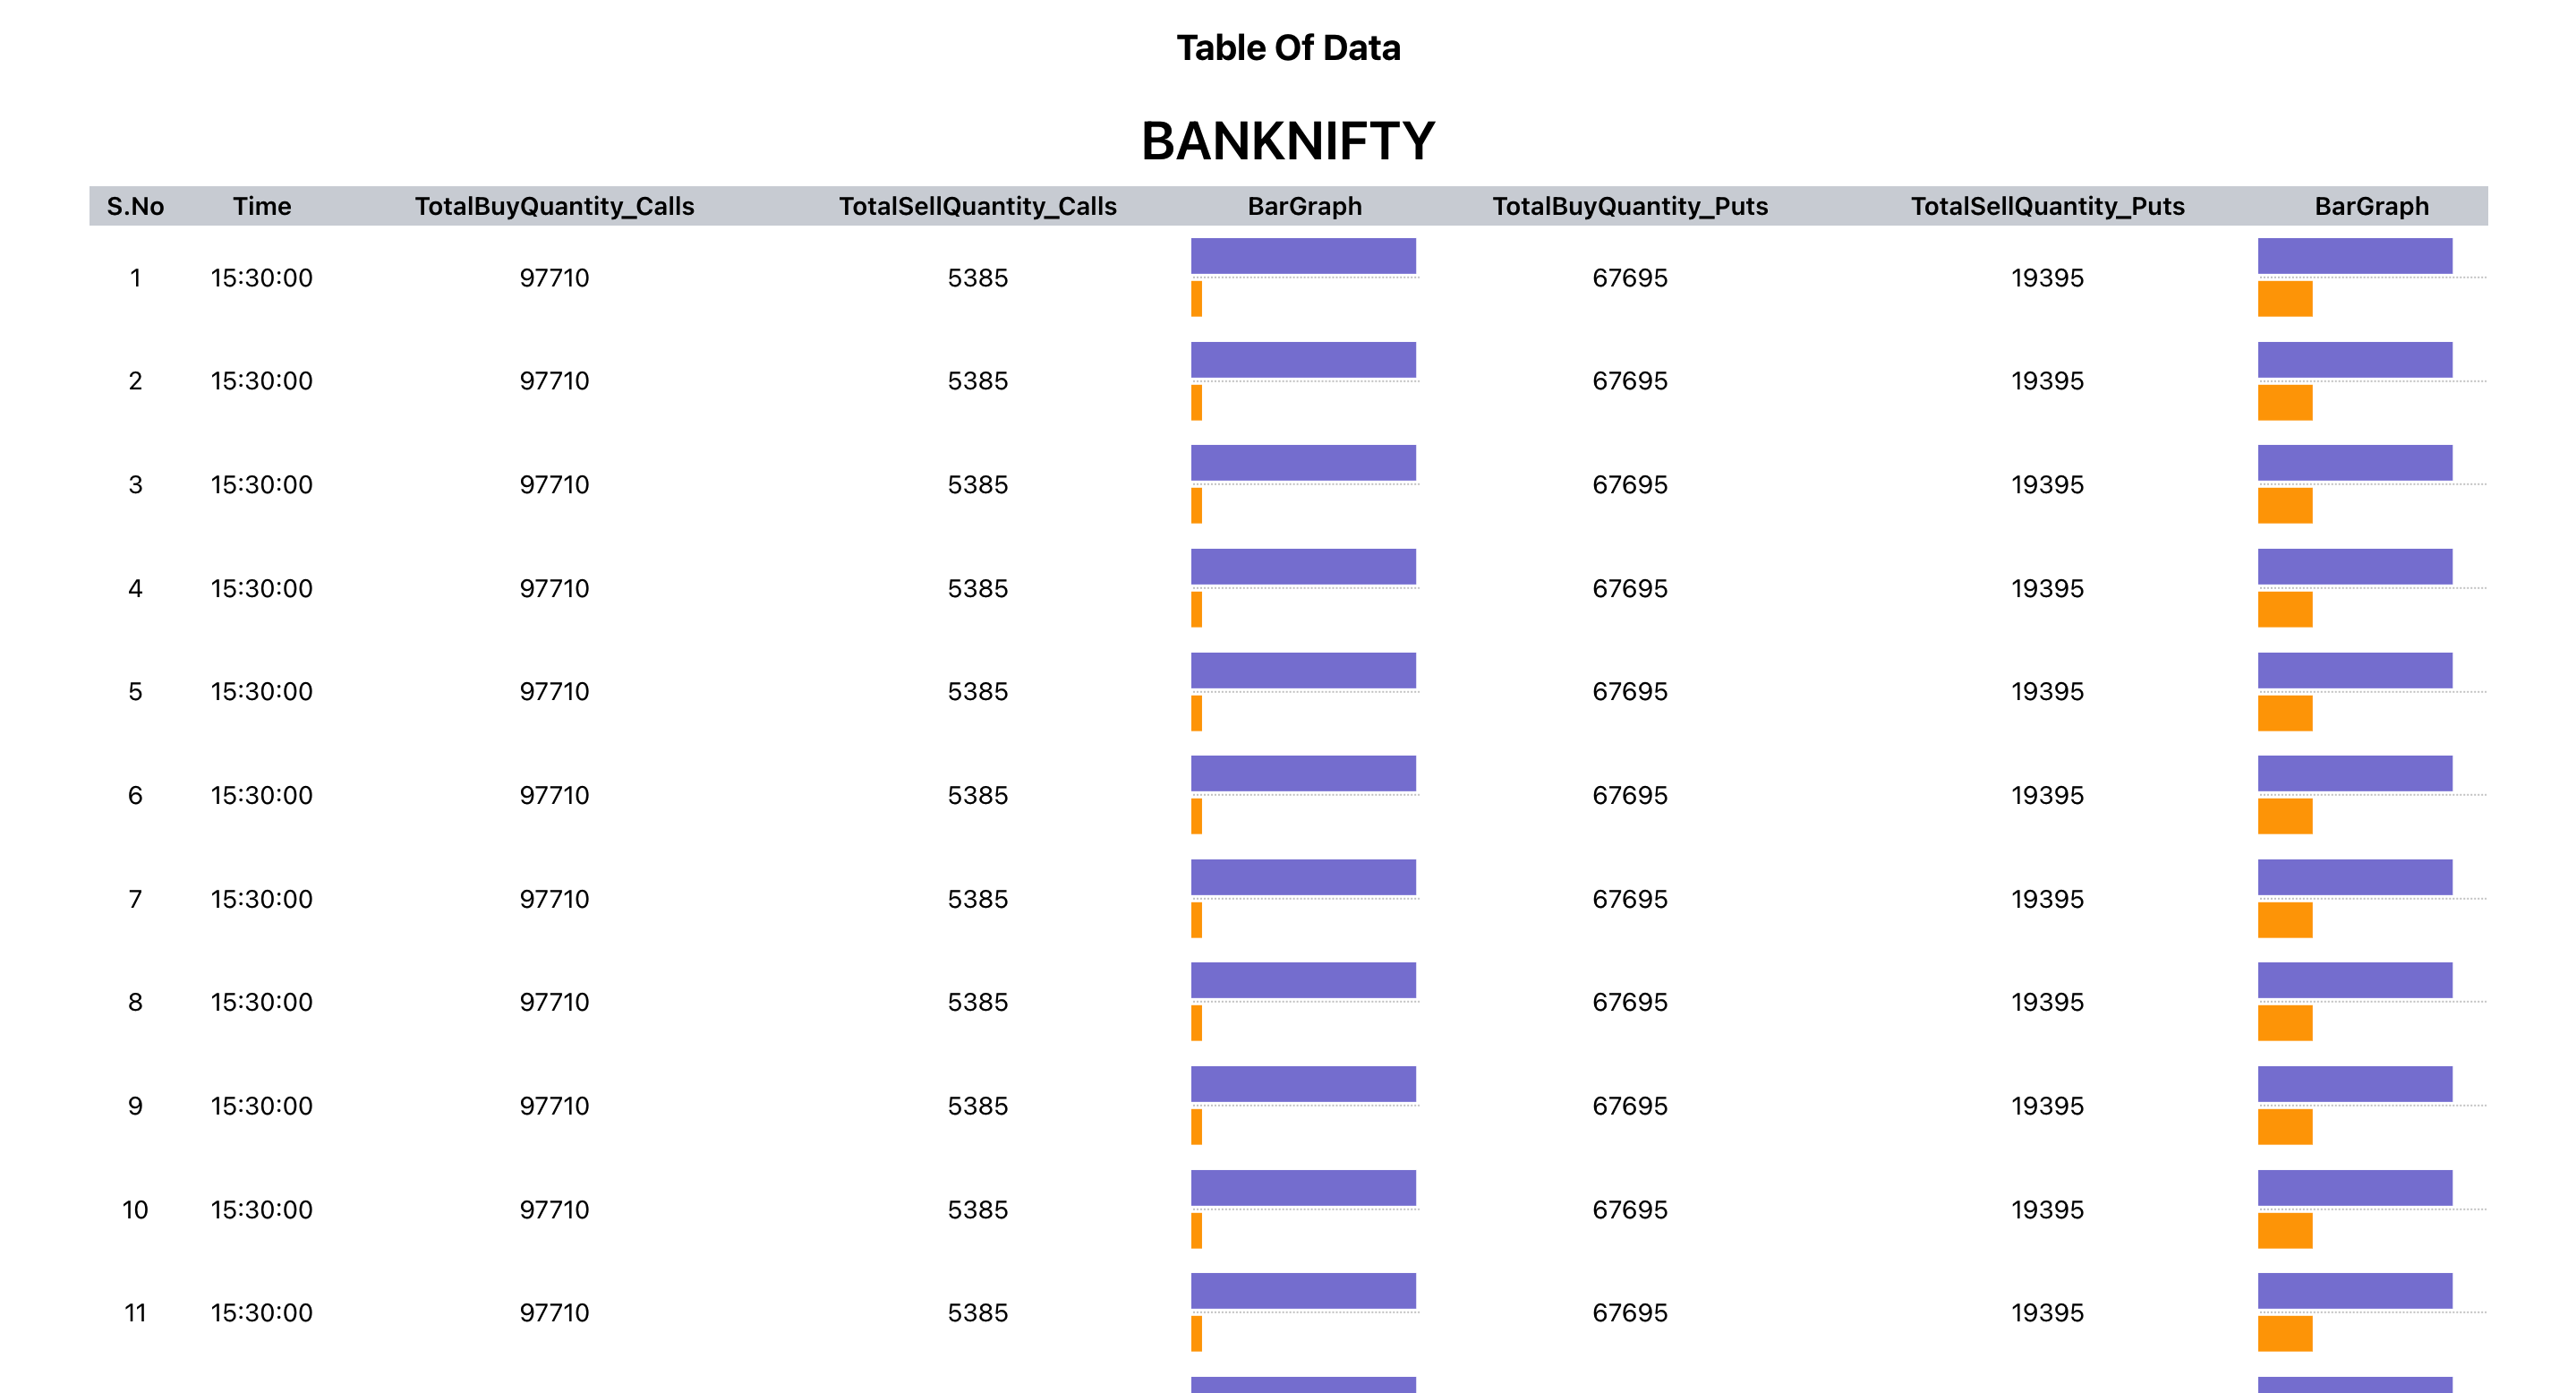 Table Of Data
BANKNIFTY
S.No Time TotalBuyQuantity_Calls TotalSellQuantity_Calls BarGraph TotalBuyQuantity_Puts TotalSellQuantity_Puts BarGraph
1 15:30:00 97710 5385 67695 19395
2 15:30:00 97710 5385 67695 19395
3 15:30:00 97710 5385 67695 19395
4 15:30:00 97710 5385 67695 19395
5 15:30:00 97710 5385 67695 19395
6 15:30:00 97710 5385 67695 19395
7 15:30:00 97710 5385 67695 19395
8 15:30:00 97710 5385 67695 19395
9 15:30:00 97710 5385 67695 19395
10 15:30:00 97710 5385 67695 19395
11 15:30:00 97710 5385 67695 19395